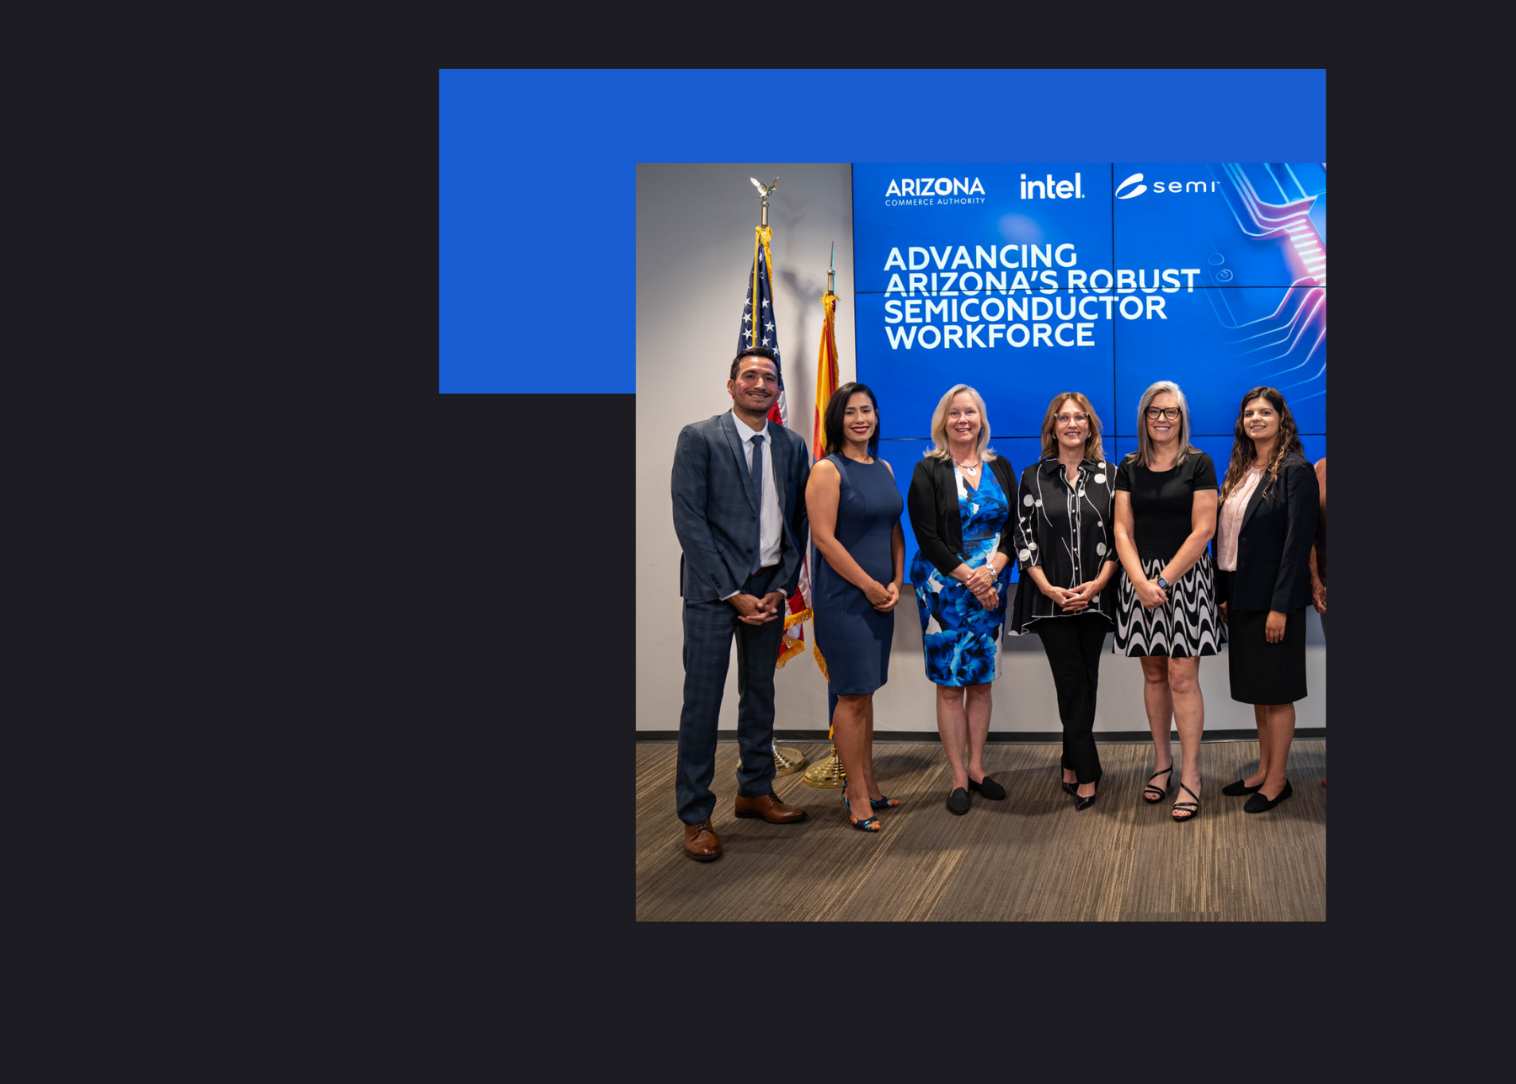 ARIZONA
COMMERCE AUTHORITY
intel.
semi
ADVANCING
ARIZONA'S ROBUST
SEMICONDUCTOR
WORKFORCE